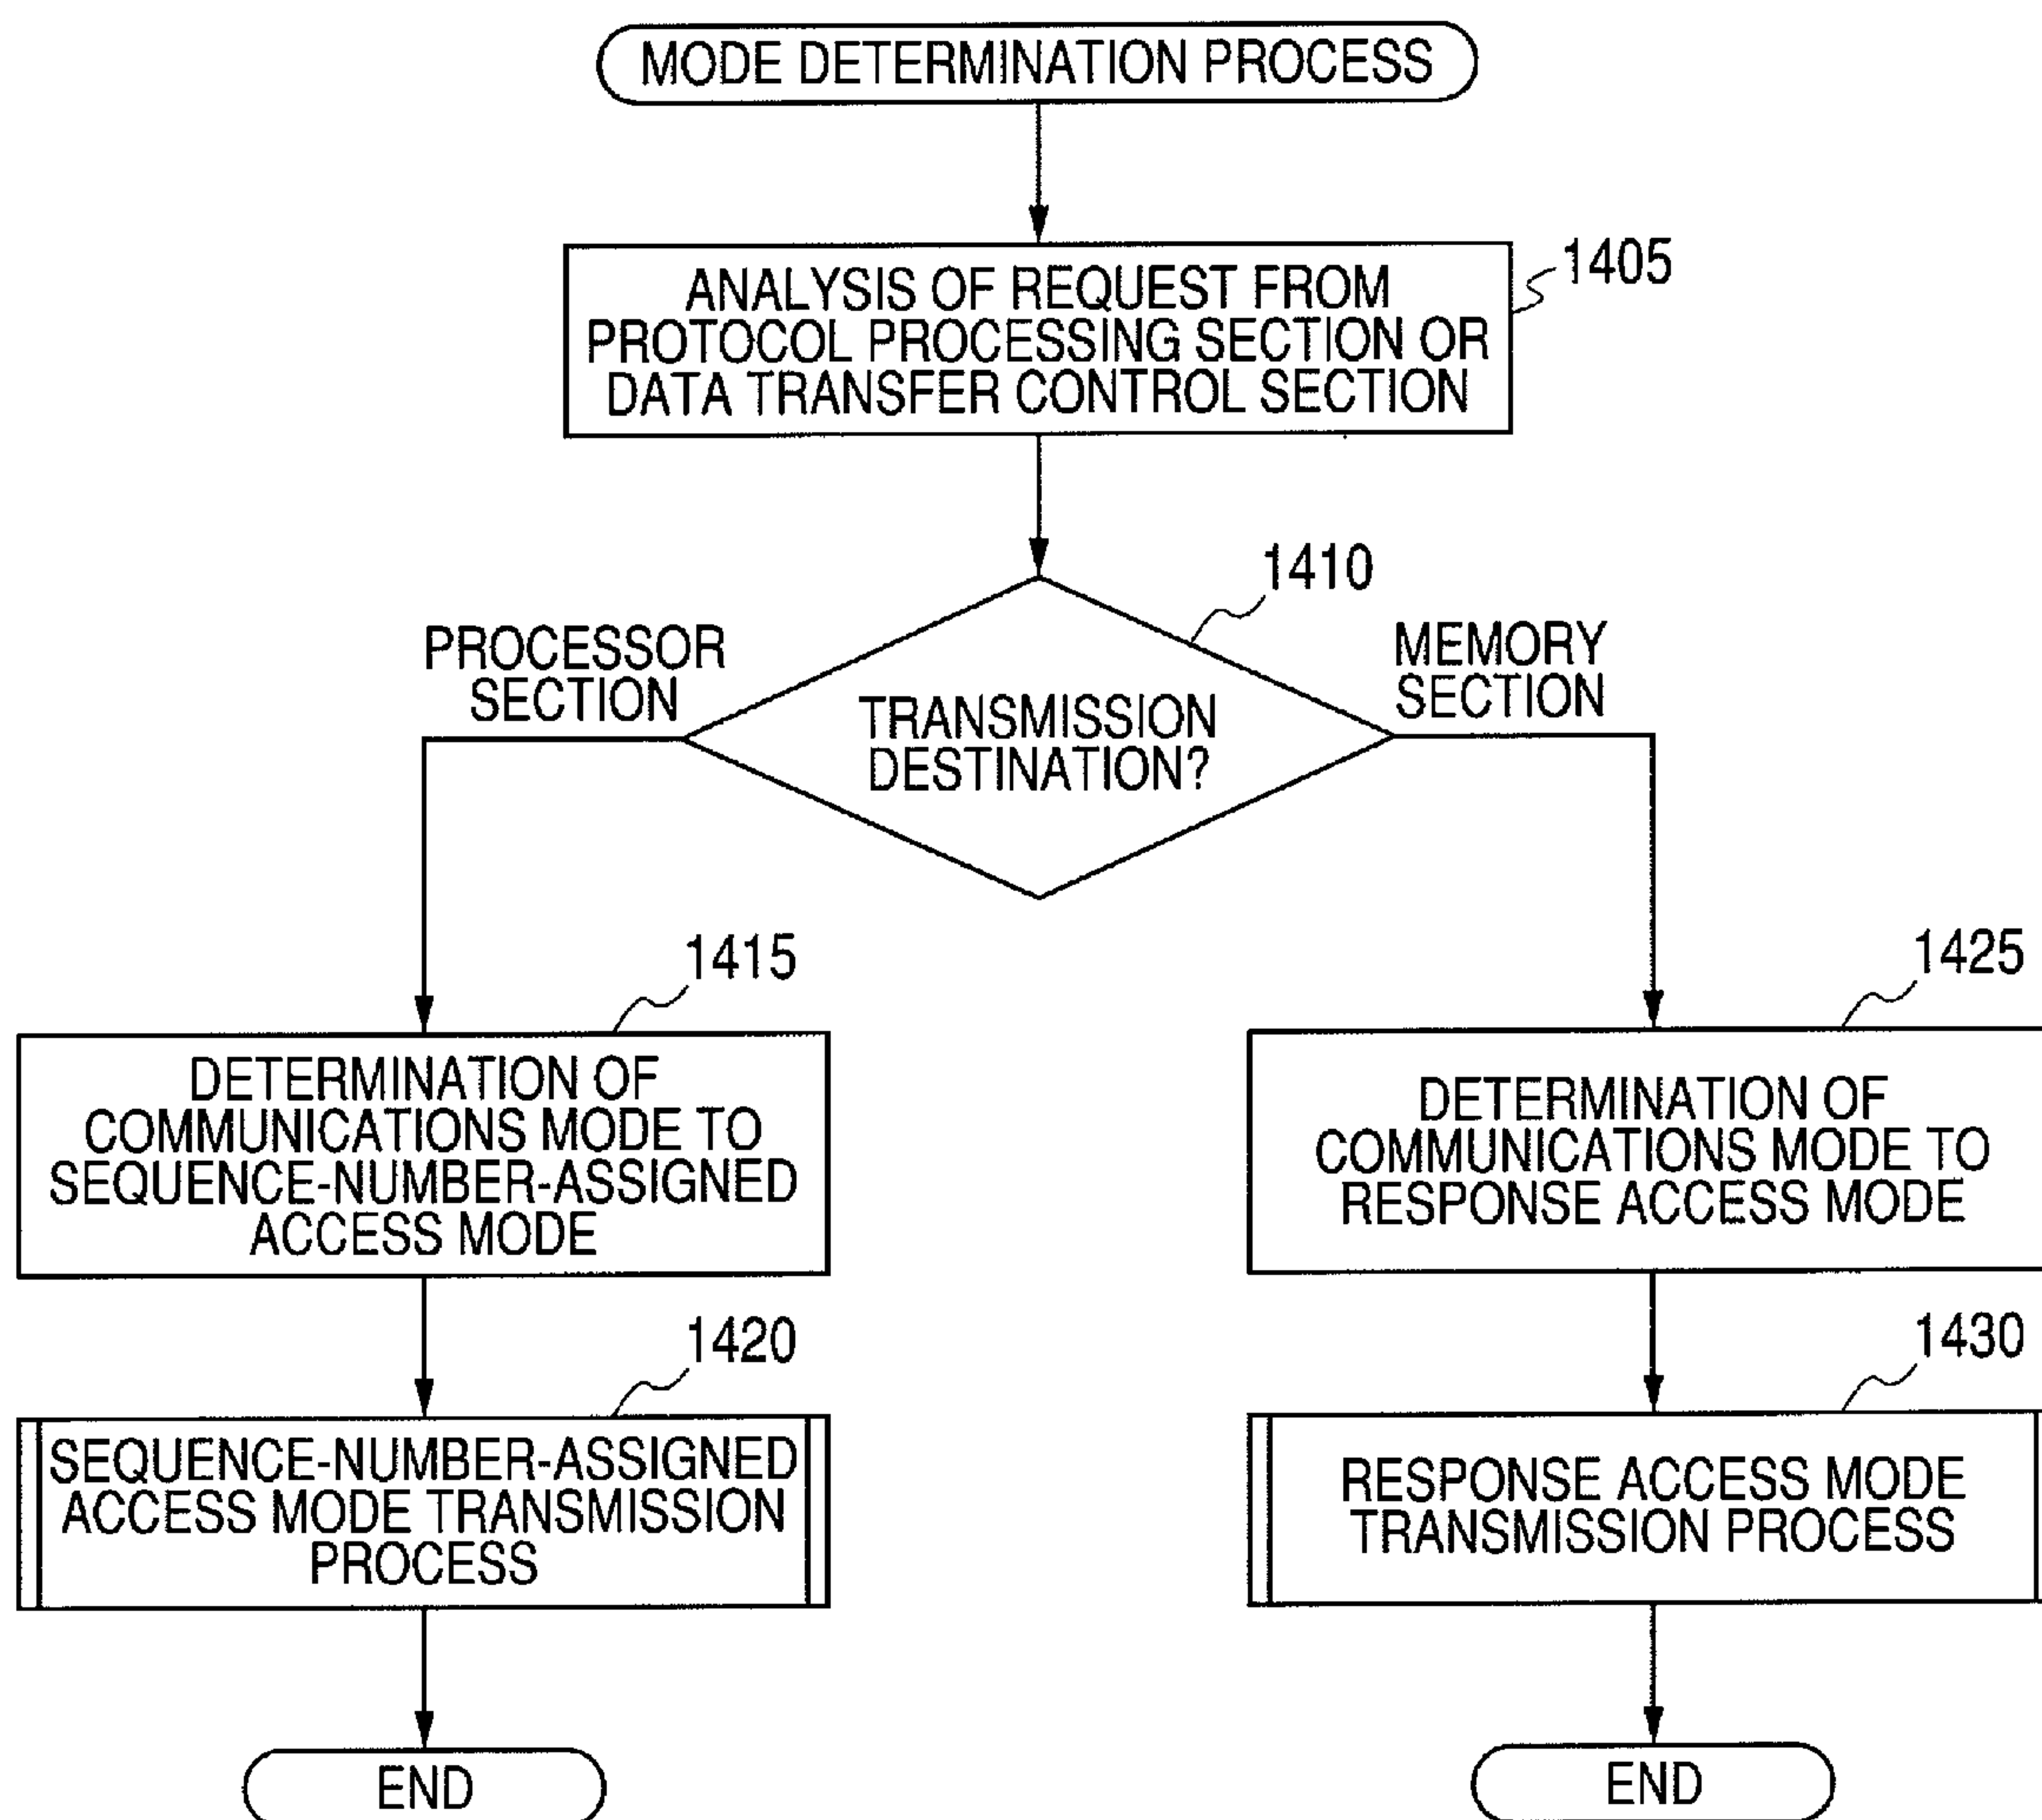 MODE DETERMINATION PROCESS
1405
ANALYSIS OF REQUEST FROM
PROTOCOL PROCESSING SECTION OR
DATA TRANSFER CONTROL SECTION
1410
PROCESSOR
SECTION
TRANSMISSION
DESTINATION?
MEMORY
SECTION
1415
DETERMINATION OF
COMMUNICATIONS MODE TO
SEQUENCE-NUMBER-ASSIGNED
ACCESS MODE
1425
DETERMINATION OF
COMMUNICATIONS MODE TO
RESPONSE ACCESS MODE
1420
SEQUENCE-NUMBER-ASSIGNED
ACCESS MODE TRANSMISSION
PROCESS
1430
RESPONSE ACCESS MODE
TRANSMISSION PROCESS
END
END